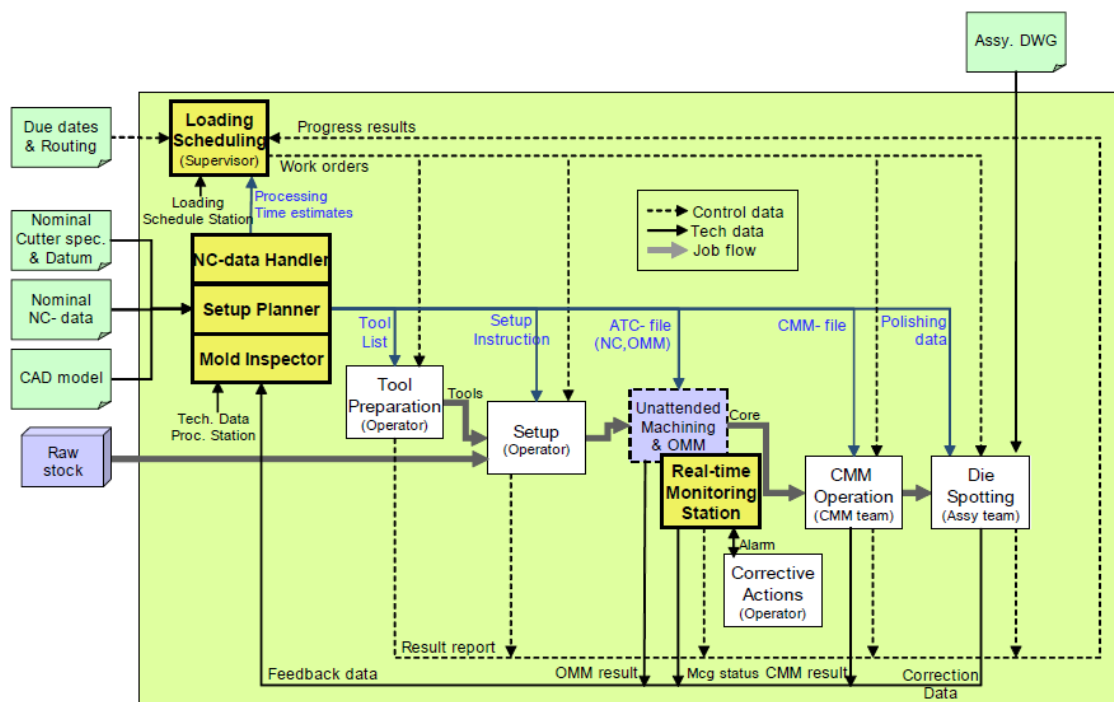 Assy. DWG
Due dates
& Routing
Loading
Scheduling
(Supervisor)
Progress results
Work orders
Loading
Schedule Station
Processing
Time estimates
Control data
Tech data
Job flow
Nominal
Cutter spec.
& Datum
Nominal
NC- data
CAD model
NC-data Handler
Setup Planner
Mold Inspector
Tech. Data
Proc. Station
Tool
List
Setup
Instruction
ATC- file
(NC,OMM)
CMM- file
Polishing
data
Tool
Preparation
(Operator)
Tools
Setup
(Operator)
Unattended
Machining
& OMM
Core
Raw
stock
Real-time
Monitoring
Station
CMM
Operation
(CMM team)
Die
Spotting
(Assy team)
Alarm
Corrective
Actions
(Operator)
Result report
Feedback data
OMM result
Mcg status
CMM result
Correction
Data